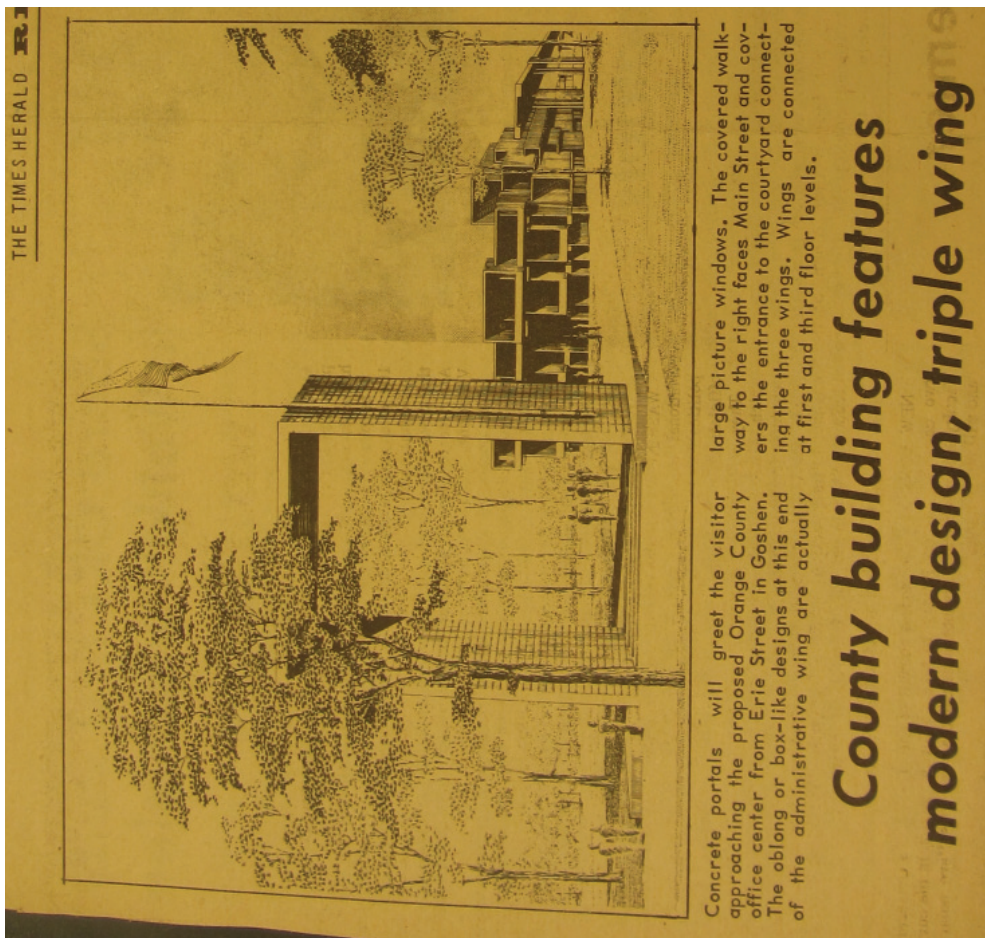 THE TIMES HERALD
Concrete portals will greet the visitor
approaching the proposed Orange County
office center from Erie Street in Goshen.
The oblong or box-like designs at this end
of the administrative wing are actually
large picture windows. The covered walk-
way to the right faces Main Street and cov-
ers the entrance to the courtyard connect-
ing the three wings. Wings are connected
at first and third floor levels.
County building features
modern design, triple wing